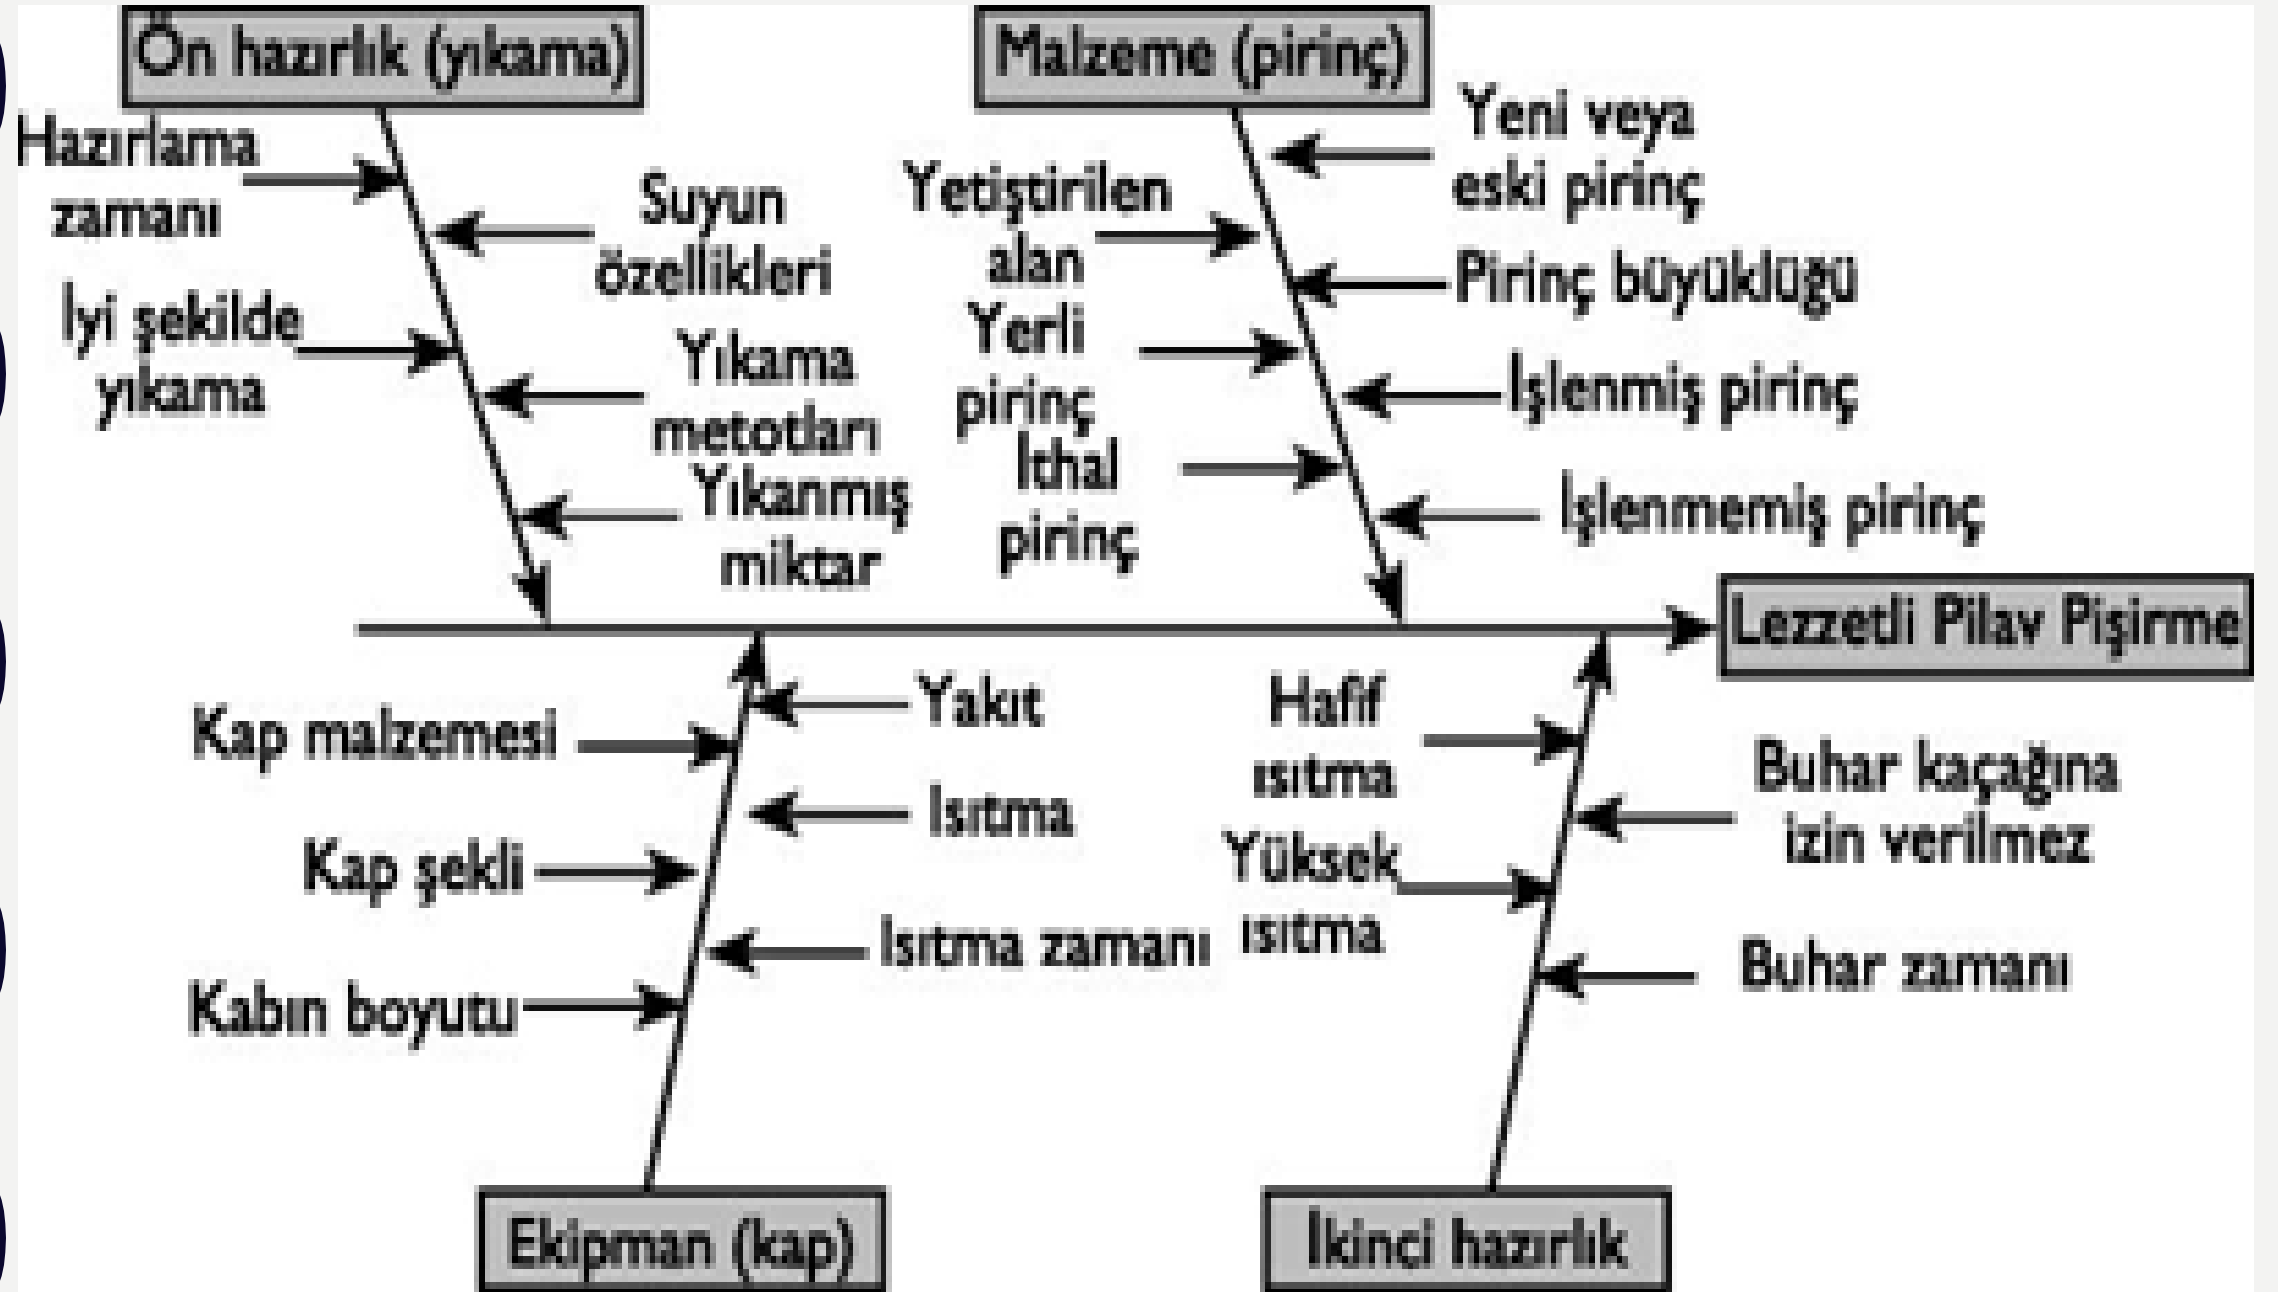 Ön hazırlık (yıkama)
Hazırlama
zamanı
Suyun
özellikleri
İyi şekilde
yıkama
Yıkama
metotları
Yıkanmış
miktar
Malzeme (pirinç)
Yeni veya
eski pirinç
Yetiştirilen
alan
Pirinç büyüklüğü
Yerli
pirinç
İşlenmiş pirinç
İthal
pirinç
İşlenmemiş pirinç
Lezzetli Pilav Pişirme
Yakıt
Kap malzemesi
Isıtma
Kap şekli
Isıtma zamanı
Kabın boyutu
Ekipman (kap)
Hafif
ısıtma
Buhar kaçağına
izin verilmez
Yüksek
ısıtma
Buhar zamanı
İkinci hazırlık